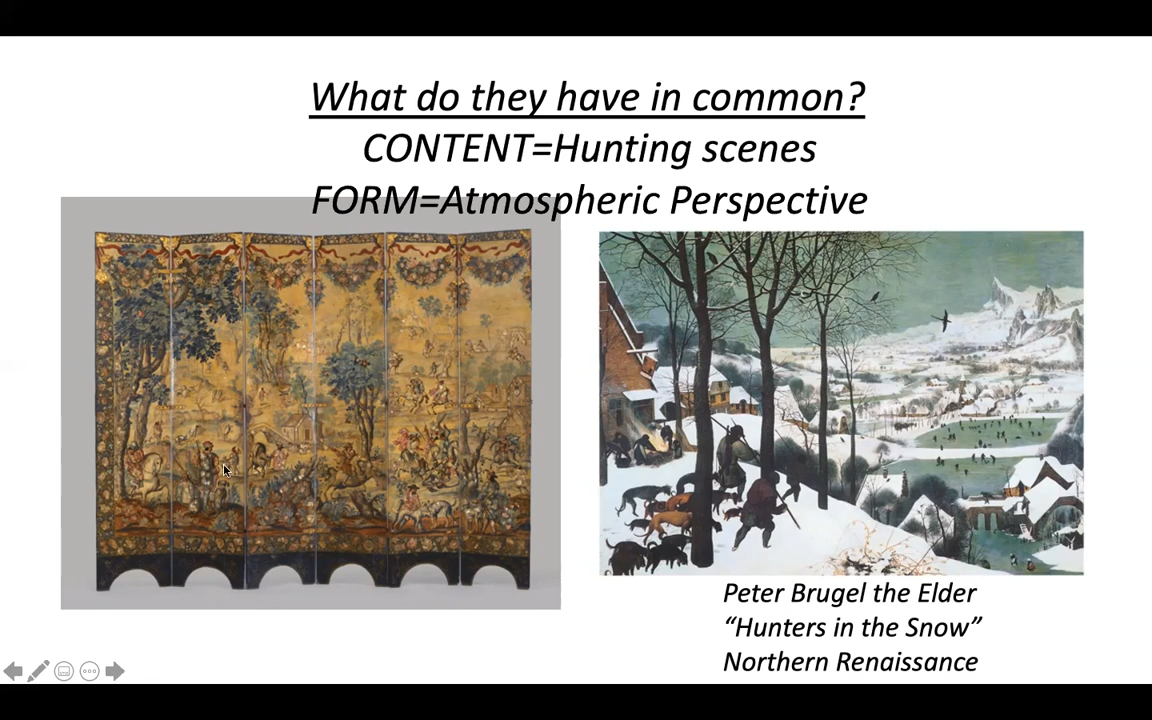 What do they have in common?
CONTENT=Hunting scenes
FORM=Atmospheric Perspective
Peter Brugel the Elder
“Hunters in the Snow”
Northern Renaissance